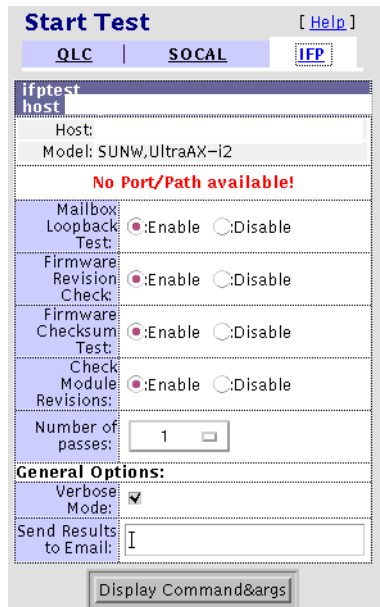 Start Test [ Help ]
QLC | SOCAL IFP
ifptest
host
Host:
Model: SUNW,UltraAX-i2
No Port/Path available!
Mailbox
Loopback
Test:
:Enable :Disable
Firmware
Revision
Check:
:Enable :Disable
Firmware
Checksum
Test:
:Enable :Disable
Check
Module
Revisions:
:Enable :Disable
Number of
passes:
1
General Options:
Verbose
Mode:
Send Results
to Email:
Display Command&args